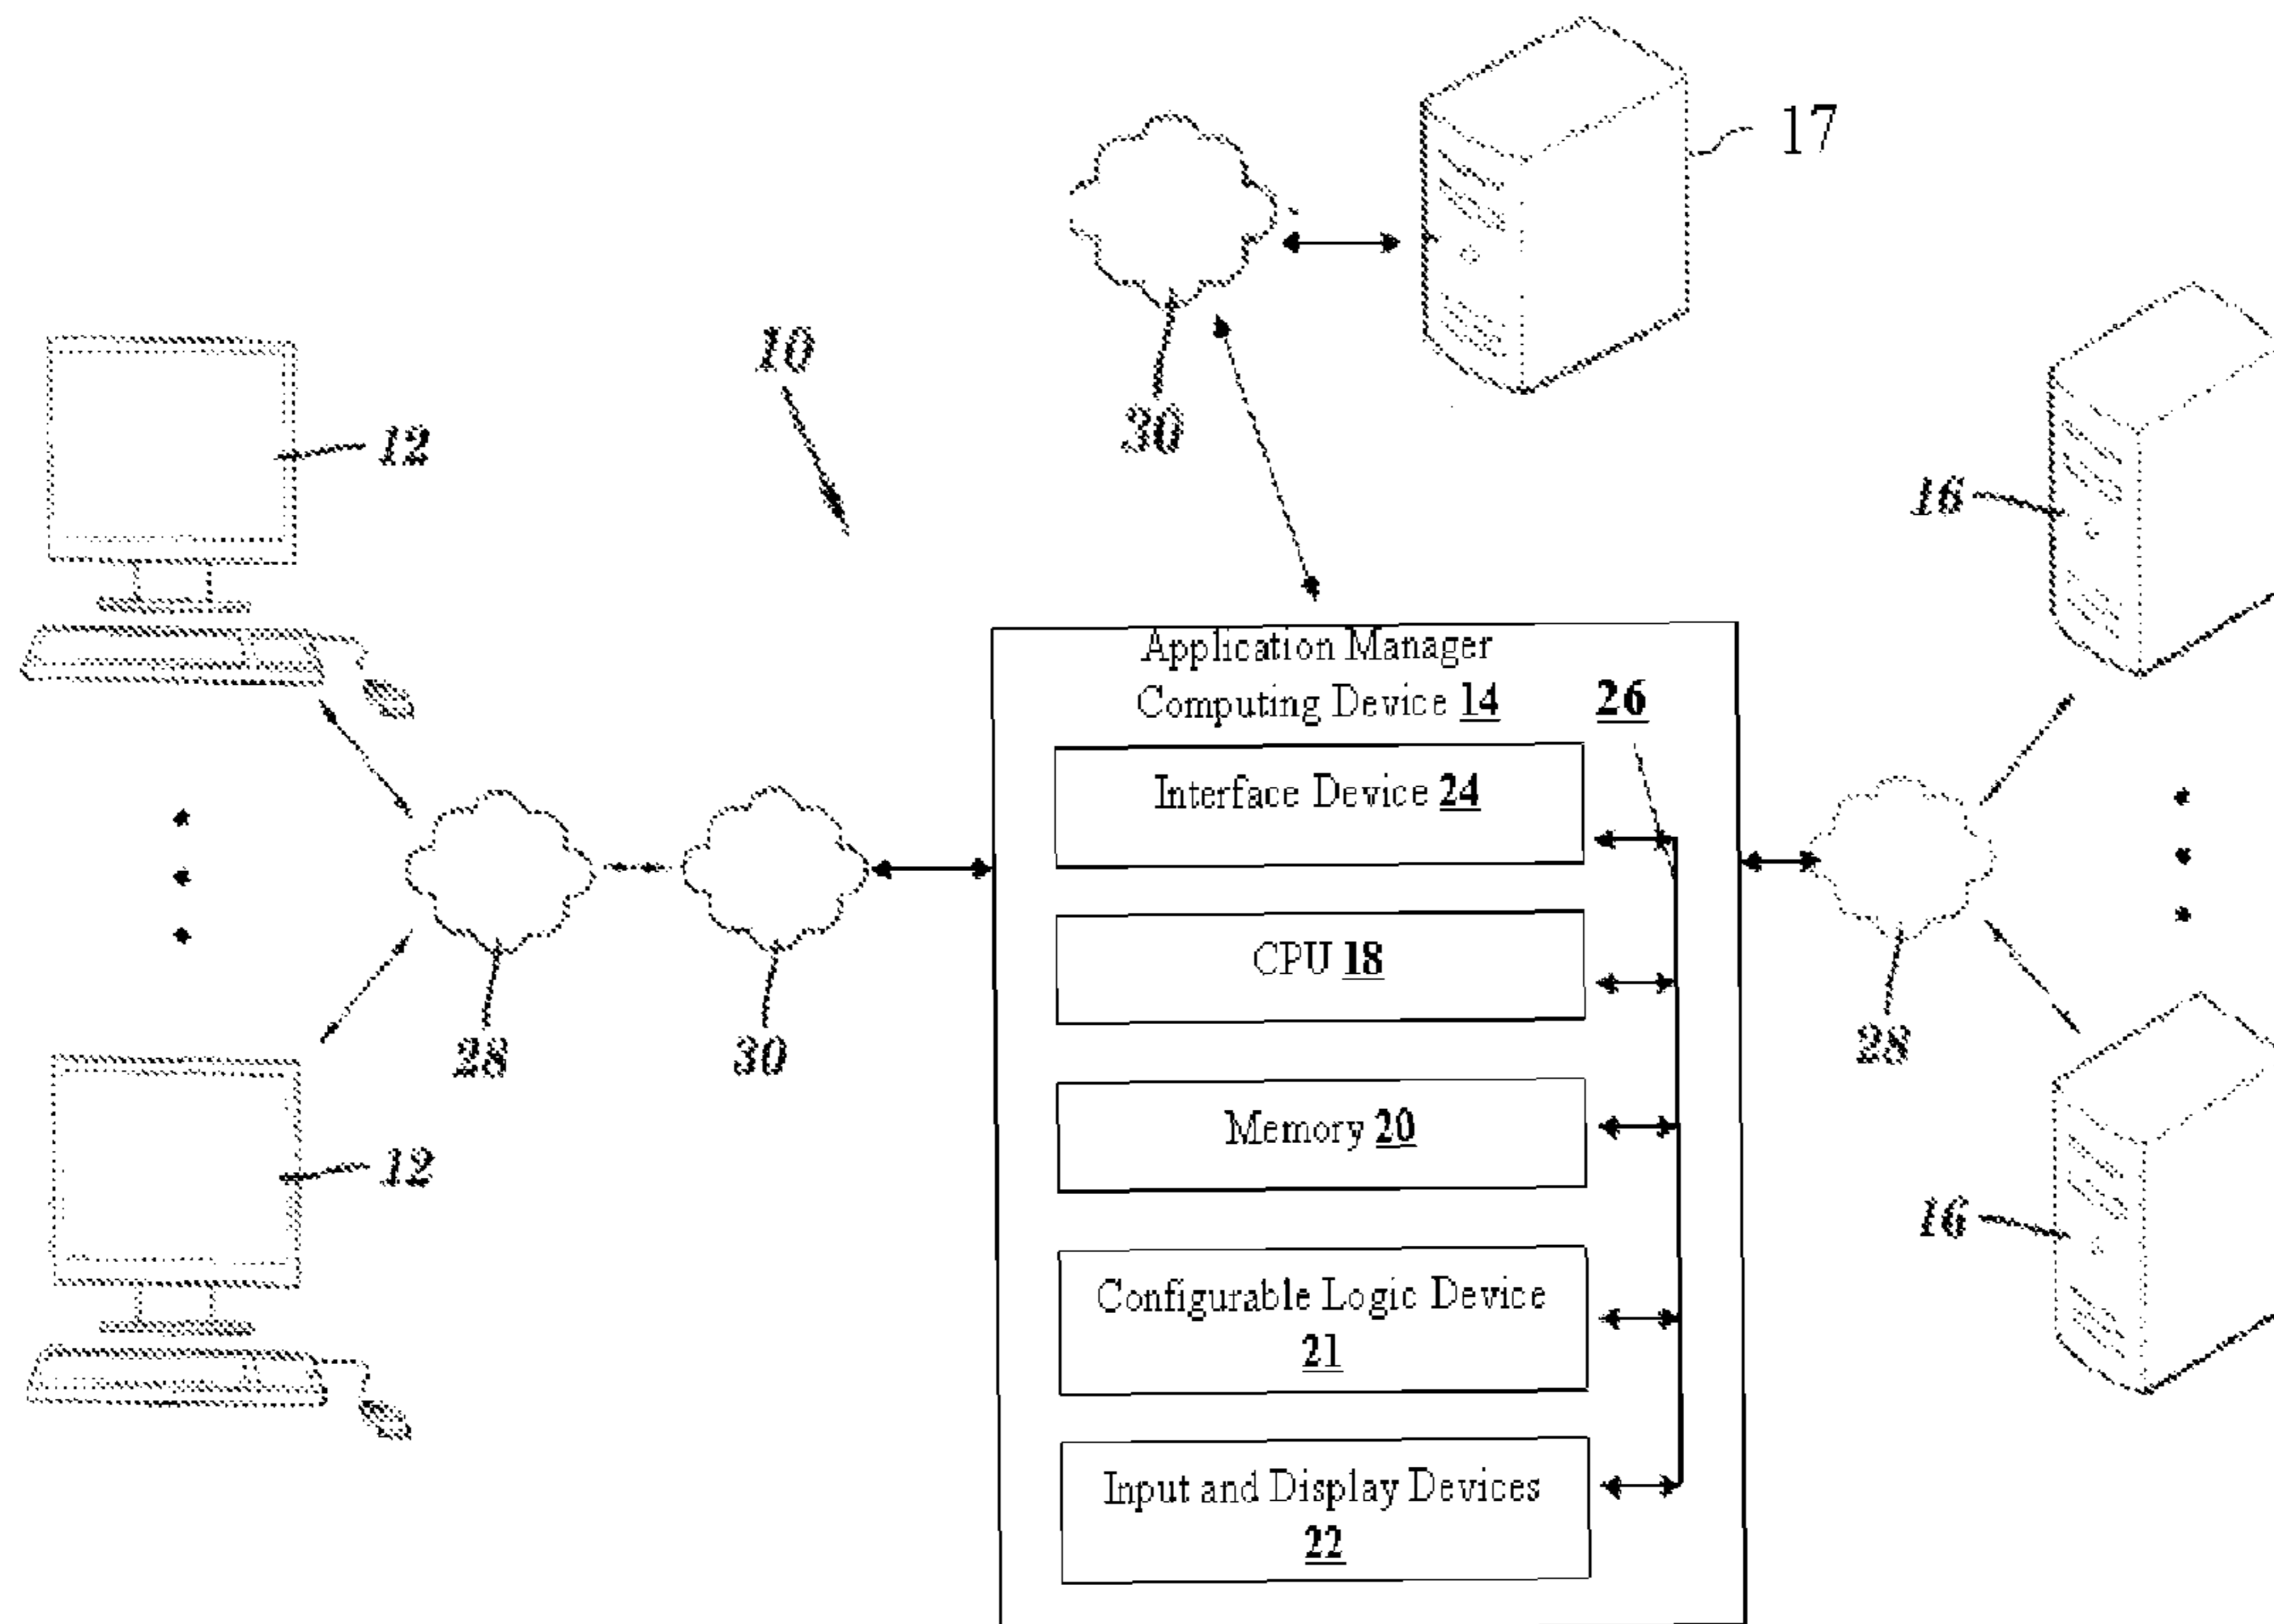 17
10
30
12
16
Application Manager
Computing Device 14
26
Interface Device 24
CPU 18
28
30
28
Memory 20
12
16
Configurable Logic Device
21
Input and Display Devices
22